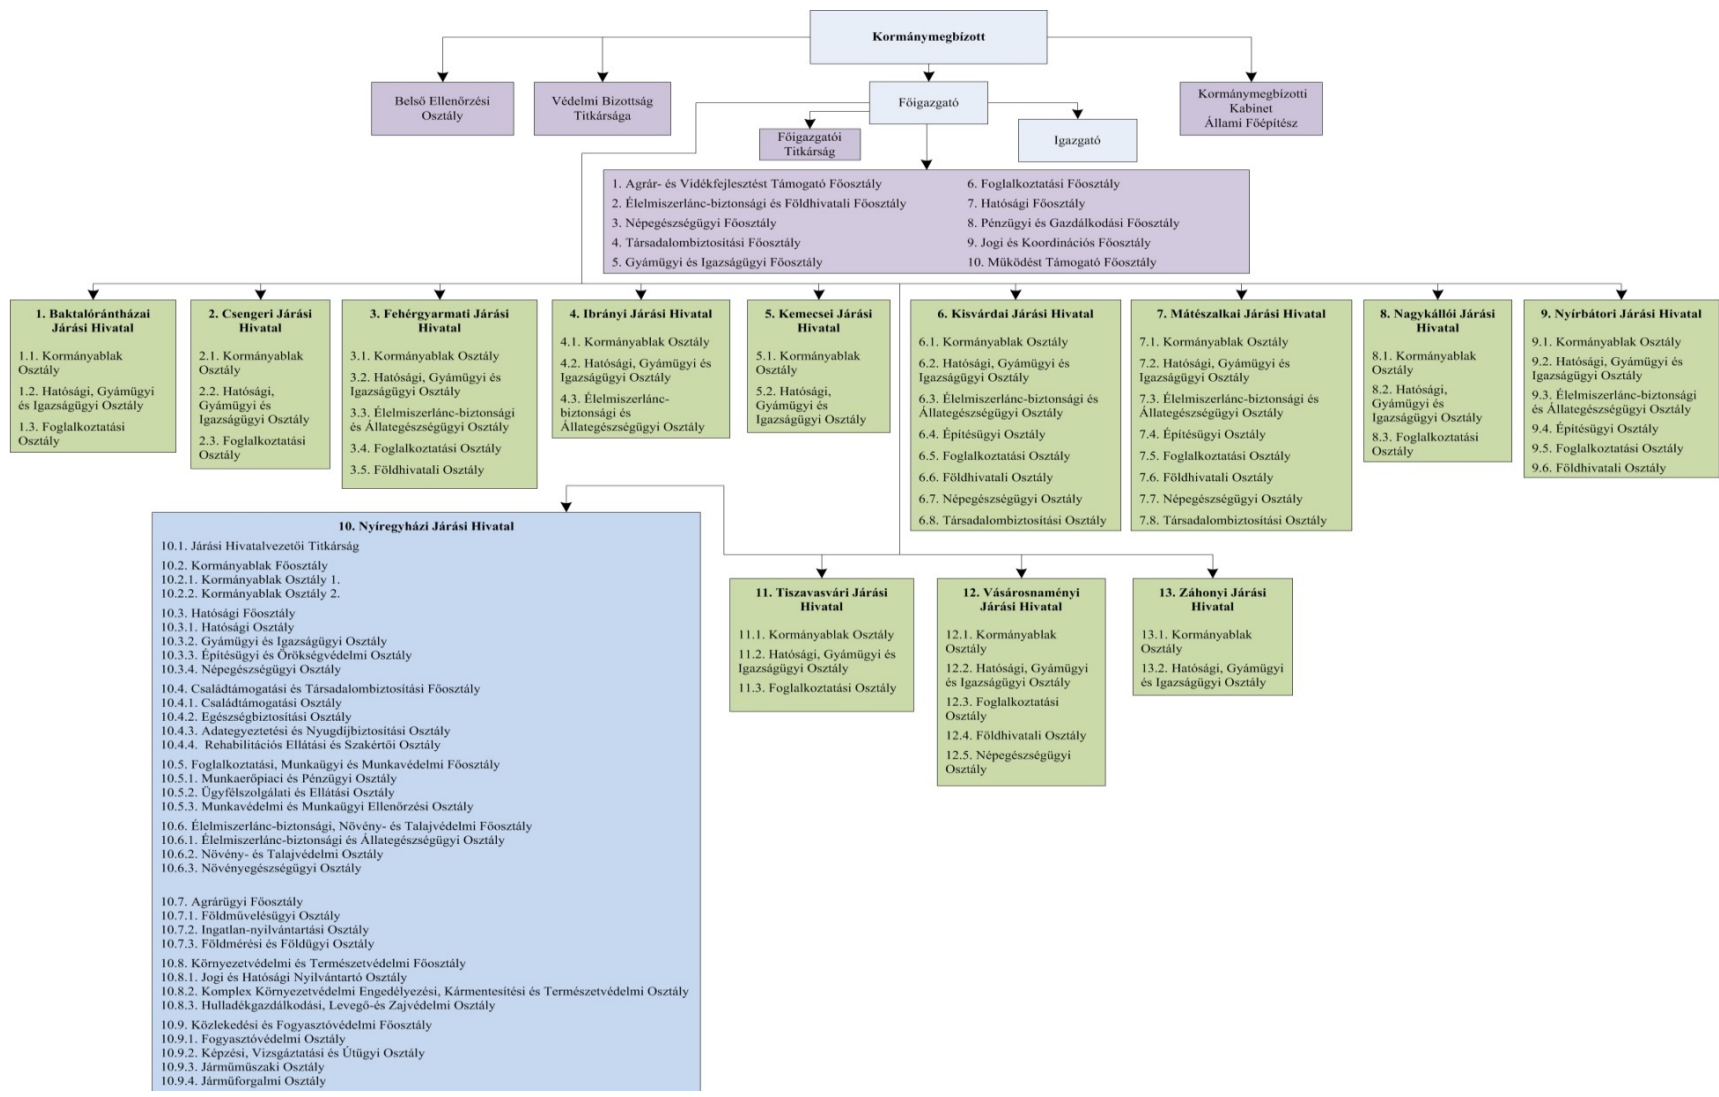 Kormánymegbízott
Belső Ellenőrzési
Osztály
Védelmi Bizottság
Titkársága
Főigazgató
Kormánymegbízotti
Kabinet
Állami Főépítész
Főigazgatói
Titkárság
Igazgató
1. Agrár- és Vidékfejlesztést Támogató Főosztály
2. Élelmiszerlánc-biztonsági és Földhivatali Főosztály
3. Népegészségügyi Főosztály
4. Társadalombiztosítási Főosztály
5. Gyámügyi és Igazságügyi Főosztály
6. Foglalkoztatási Főosztály
7. Hatósági Főosztály
8. Pénzügyi és Gazdálkodási Főosztály
9. Jogi és Koordinációs Főosztály
10. Működést Támogató Főosztály
1. Baktalórántházai
Járási Hivatal
1.1. Kormányablak
Osztály
1.2. Hatósági, Gyámügyi
és Igazságügyi Osztály
1.3. Foglalkoztatási
Osztály
2. Csengeri Járási
Hivatal
2.1. Kormányablak
Osztály
2.2. Hatósági,
Gyámügyi és
Igazságügyi Osztály
2.3. Foglalkoztatási
Osztály
3. Fehérgyarmati Járási
Hivatal
3.1. Kormányablak Osztály
3.2. Hatósági, Gyámügyi és
Igazságügyi Osztály
3.3. Élelmiszerlánc-biztonsági
és Állategészségügyi Osztály
3.4. Foglalkoztatási Osztály
3.5. Földhivatali Osztály
4. Ibrányi Járási Hivatal
4.1. Kormányablak Osztály
4.2. Hatósági, Gyámügyi és
Igazságügyi Osztály
4.3. Élelmiszerlánc-
biztonsági és
Állategészségügyi Osztály
5. Kemecsei Járási
Hivatal
5.1. Kormányablak
Osztály
5.2. Hatósági,
Gyámügyi és
Igazságügyi Osztály
6. Kisvárdai Járási Hivatal
6.1. Kormányablak Osztály
6.2. Hatósági, Gyámügyi és
Igazságügyi Osztály
6.3. Élelmiszerlánc-biztonsági és
Állategészségügyi Osztály
6.4. Építésügyi Osztály
6.5. Foglalkoztatási Osztály
6.6. Földhivatali Osztály
6.7. Népegészségügyi Osztály
6.8. Társadalombiztosítási Osztály
7. Mátészalkai Járási Hivatal
7.1. Kormányablak Osztály
7.2. Hatósági, Gyámügyi és
Igazságügyi Osztály
7.3. Élelmiszerlánc-biztonsági és
Állategészségügyi Osztály
7.4. Építésügyi Osztály
7.5. Foglalkoztatási Osztály
7.6. Földhivatali Osztály
7.7. Népegészségügyi Osztály
7.8. Társadalombiztosítási Osztály
8. Nagykállói Járási
Hivatal
8.1. Kormányablak
Osztály
8.2. Hatósági,
Gyámügyi és
Igazságügyi Osztály
8.3. Foglalkoztatási
Osztály
9. Nyírbátori Járási Hivatal
9.1. Kormányablak Osztály
9.2. Hatósági, Gyámügyi és
Igazságügyi Osztály
9.3. Élelmiszerlánc-biztonsági
és Állategészségügyi Osztály
9.4. Építésügyi Osztály
9.5. Foglalkoztatási Osztály
9.6. Földhivatali Osztály
10. Nyíregyházi Járási Hivatal
10.1. Járási Hivatalvezetői Titkárság
10.2. Kormányablak Főosztály
10.2.1. Kormányablak Osztály 1.
10.2.2. Kormányablak Osztály 2.
10.3. Hatósági Főosztály
10.3.1. Hatósági Osztály
10.3.2. Gyámügyi és Igazságügyi Osztály
10.3.3. Építésügyi és Örökségvédelmi Osztály
10.3.4. Népegészségügyi Osztály
10.4. Családtámogatási és Társadalombiztosítási Főosztály
10.4.1. Családtámogatási Osztály
10.4.2. Egészségbiztosítási Osztály
10.4.3. Adategyeztetési és Nyugdíjbiztosítási Osztály
10.4.4. Rehabilitációs Ellátási és Szakértői Osztály
10.5. Foglalkoztatási, Munkaügyi és Munkavédelmi Főosztály
10.5.1. Munkaerőpiaci és Pénzügyi Osztály
10.5.2. Ügyfélszolgálati és Ellátási Osztály
10.5.3. Munkavédelmi és Munkaügyi Ellenőrzési Osztály
10.6. Élelmiszerlánc-biztonsági, Növény- és Talajvédelmi Főosztály
10.6.1. Élelmiszerlánc-biztonsági és Állategészségügyi Osztály
10.6.2. Növény- és Talajvédelmi Osztály
10.6.3. Növényegészségügyi Osztály
10.7. Agrárügyi Főosztály
10.7.1. Földművelésügyi Osztály
10.7.2. Ingatlan-nyilvántartási Osztály
10.7.3. Földmérési és Földügyi Osztály
10.8. Környezetvédelmi és Természetvédelmi Főosztály
10.8.1. Jogi és Hatósági Nyilvántartó Osztály
10.8.2. Komplex Környezetvédelmi Engedélyezési, Kármentesítési és Természetvédelmi Osztály
10.8.3. Hulladékgazdálkodási, Levegő-és Zajvédelmi Osztály
10.9. Közlekedési és Fogyasztóvédelmi Főosztály
10.9.1. Fogyasztóvédelmi Osztály
10.9.2. Képzési, Vizsgáztatási és Útügyi Osztály
10.9.3. Járműműszaki Osztály
10.9.4. Járműforgalmi Osztály
11. Tiszavasvári Járási
Hivatal
11.1. Kormányablak Osztály
11.2. Hatósági, Gyámügyi és
Igazságügyi Osztály
11.3. Foglalkoztatási Osztály
12. Vásárosnaményi
Járási Hivatal
12.1. Kormányablak
Osztály
12.2. Hatósági, Gyámügyi
és Igazságügyi Osztály
12.3. Foglalkoztatási
Osztály
12.4. Földhivatali Osztály
12.5. Népegészségügyi
Osztály
13. Záhonyi Járási
Hivatal
13.1. Kormányablak
Osztály
13.2. Hatósági, Gyámügyi
és Igazságügyi Osztály